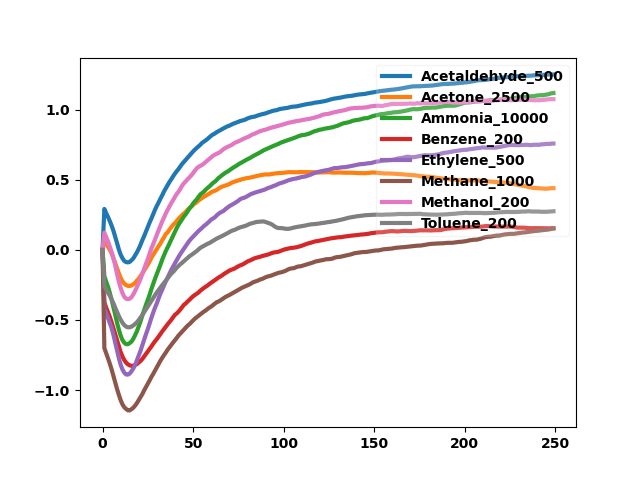 Acetaldehyde_500
Acetone_2500
Ammonia_10000
Benzene_200
Ethylene_500
Methane_1000
Methanol_200
Toluene_200
1.0
0.5
0.0
−0.5
−1.0
0 50 100 150 200 250